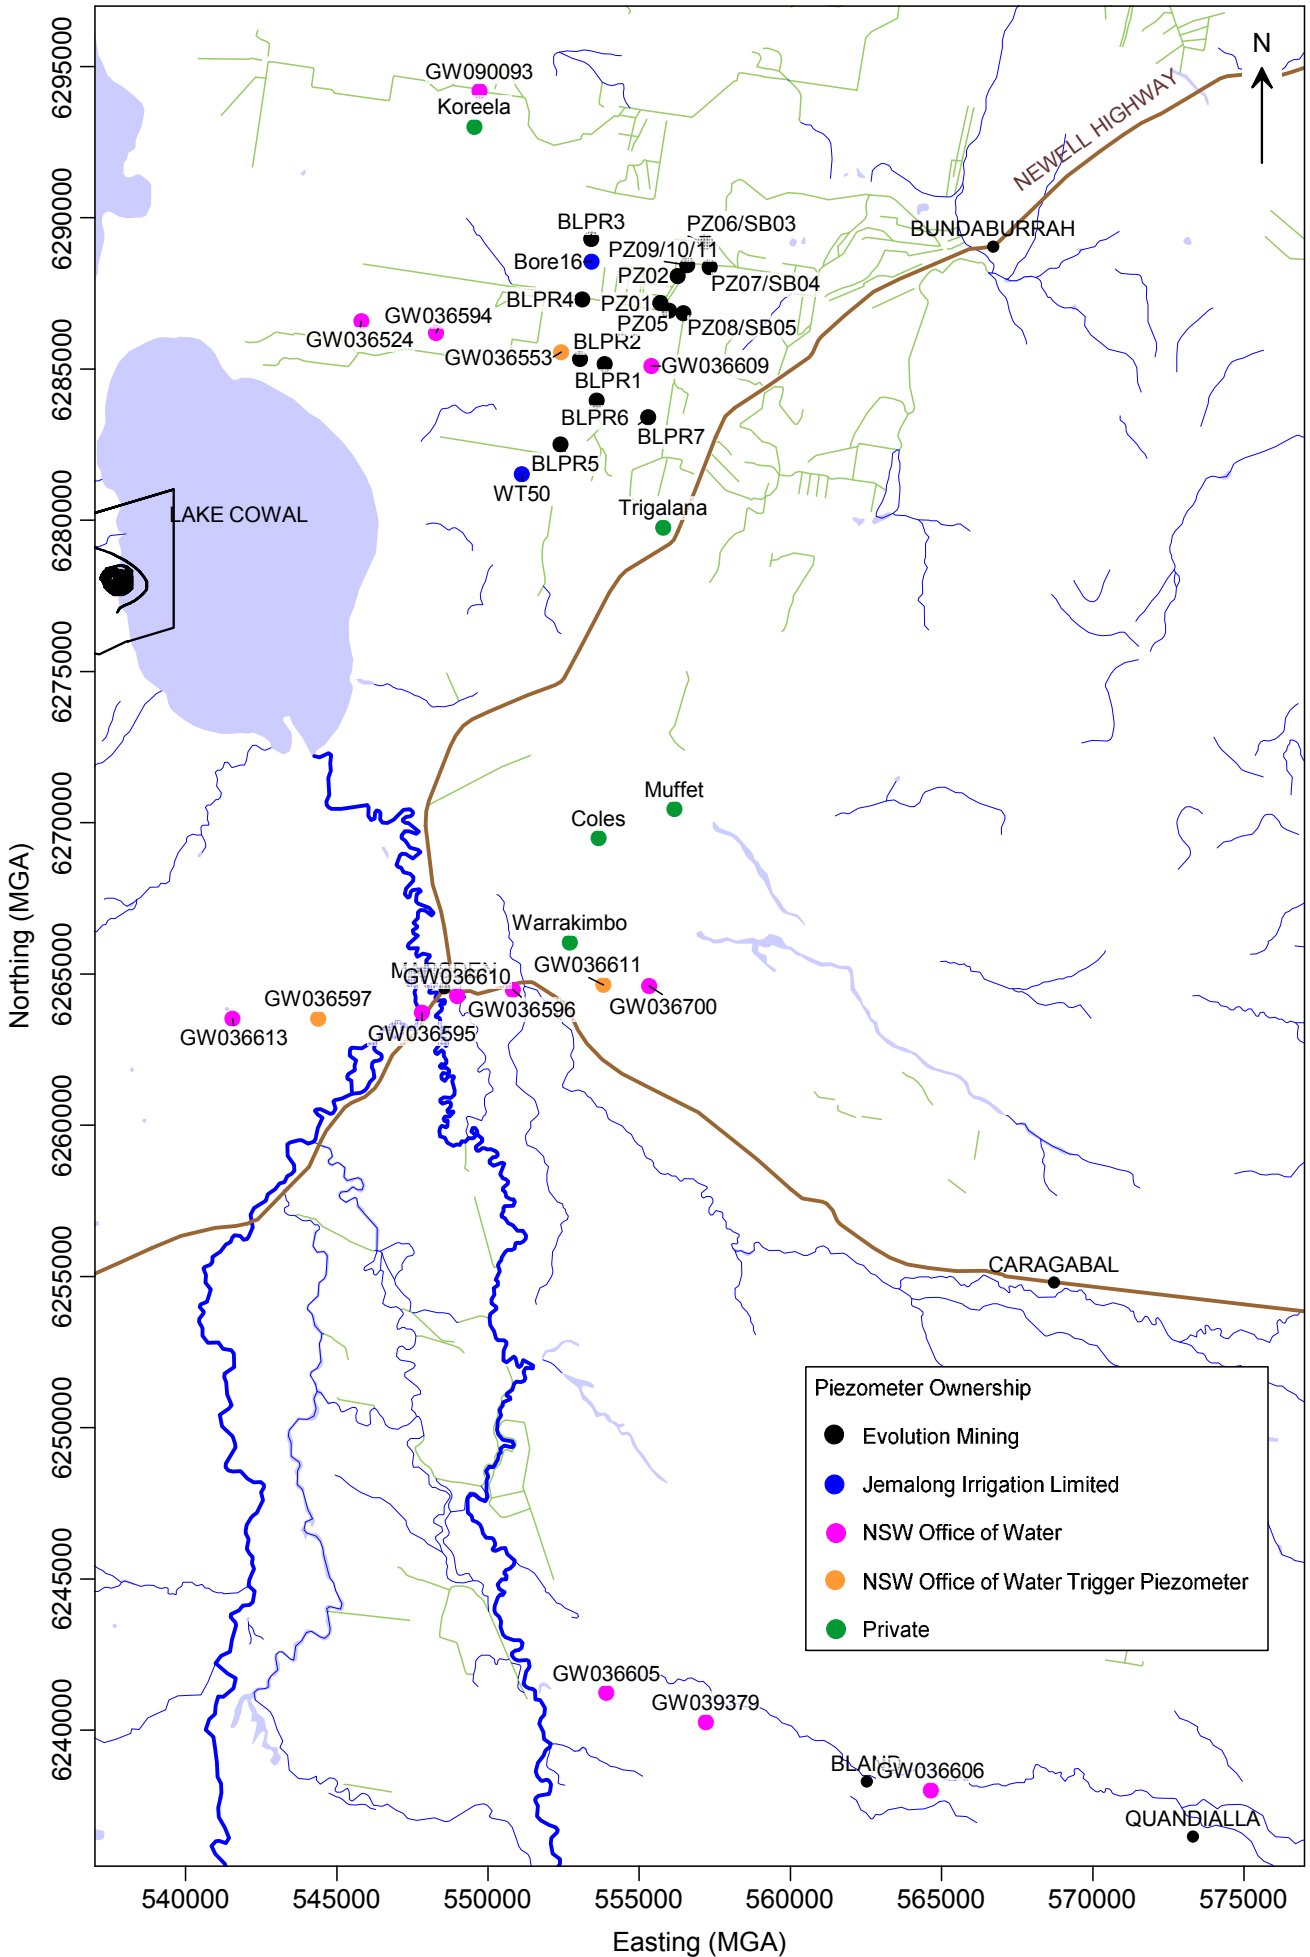 N
6295000
GW090093
Koreela
NEWELL HIGHWAY
6290000
BLPR3
PZ06/SB03
BUNDABURRAH
PZ09/10/11
Bore16
PZ02
PZ07/SB04
BLPR4
PZ01
GW036594
PZ05
PZ08/SB05
GW036524
BLPR2
GW036553
6285000
GW036609
BLPR1
BLPR6
BLPR7
BLPR5
WT50
Trigalana
6280000
LAKE COWAL
6275000
Muffet
6270000
Coles
Northing (MGA)
Warrakimbo
6265000
GW036611
GW036610
GW036597
GW036700
GW036596
GW036595
GW036613
6260000
6255000
CARAGABAL
Piezometer Ownership
6250000
Evolution Mining
Jemalong Irrigation Limited
NSW Office of Water
6245000
NSW Office of Water Trigger Piezometer
Private
GW036605
GW039379
6240000
BLAND
GW036606
QUANDIALLA
540000 545000 550000 555000 560000 565000 570000 575000
Easting (MGA)